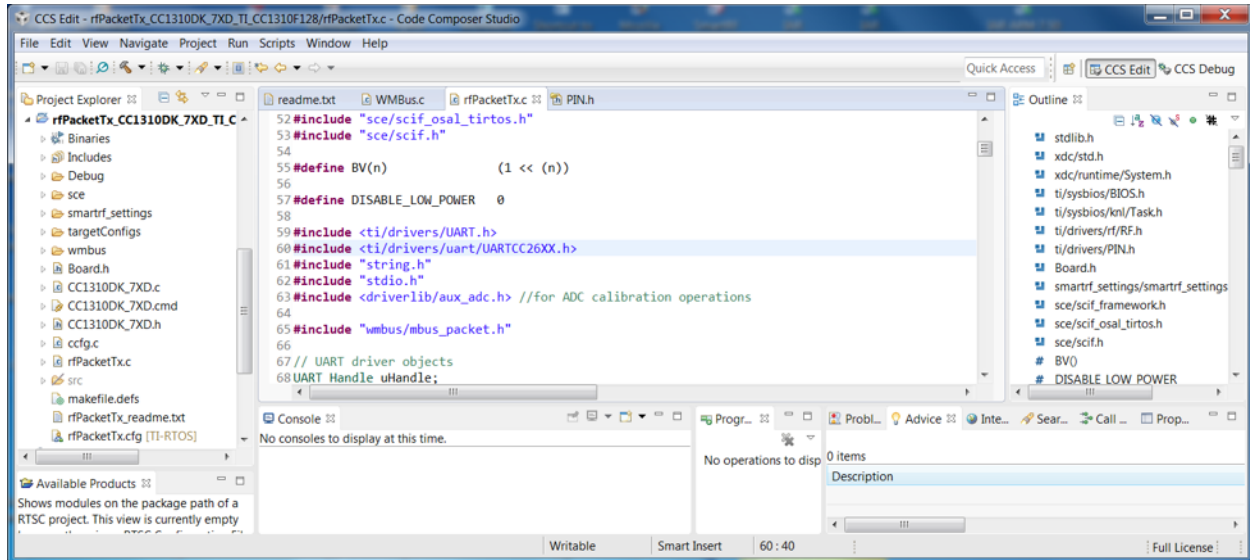 CCS Edit - rfPacketTx_CC1310DK_7XD_TI_CC1310F128/rfPacketTx.c - Code Composer Studio
File Edit View Navigate Project Run Scripts Window Help
Quick Access CCS Edit CCS Debug
Project Explorer
rfPacketTx_CC1310DK_7XD_TI_C
Binaries
Includes
Debug
sce
smartrf_settings
targetConfigs
wmbus
Board.h
CC1310DK_7XD.c
CC1310DK_7XD.cmd
CC1310DK_7XD.h
ccfg.c
rfPacketTx.c
src
makefile.defs
rfPacketTx_readme.txt
rfPacketTx.cfg [TI-RTOS]
Available Products
Shows modules on the package path of a
RTSC project. This view is currently empty
readme.txt WMBus.c rfPacketTx.c PIN.h
52 #include "sce/scif_osal_tirtos.h"
53 #include "sce/scif.h"
54
55 #define BV(n) (1 << (n))
56
57 #define DISABLE_LOW_POWER 0
58
59 #include <ti/drivers/UART.h>
60 #include <ti/drivers/uart/UARTCC26XX.h>
61 #include "string.h"
62 #include "stdio.h"
63 #include <driverlib/aux_adc.h> //for ADC calibration operations
64
65 #include "wmbus/mbus_packet.h"
66
67 // UART driver objects
68 UART_Handle uHandle;
Outline
stdlib.h
xdc/std.h
xdc/runtime/System.h
ti/sysbios/BIOS.h
ti/sysbios/knl/Task.h
ti/drivers/rf/RF.h
ti/drivers/PIN.h
Board.h
smartrf_settings/smartrf_settings
sce/scif_framework.h
sce/scif_osal_tirtos.h
sce/scif.h
# BV()
# DISABLE_LOW_POWER
Console
No consoles to display at this time.
Progr...
No operations to disp
Probl... Advice Inte... Sear... Call ... Prop...
0 items
Description
Writable Smart Insert 60 : 40 Full License